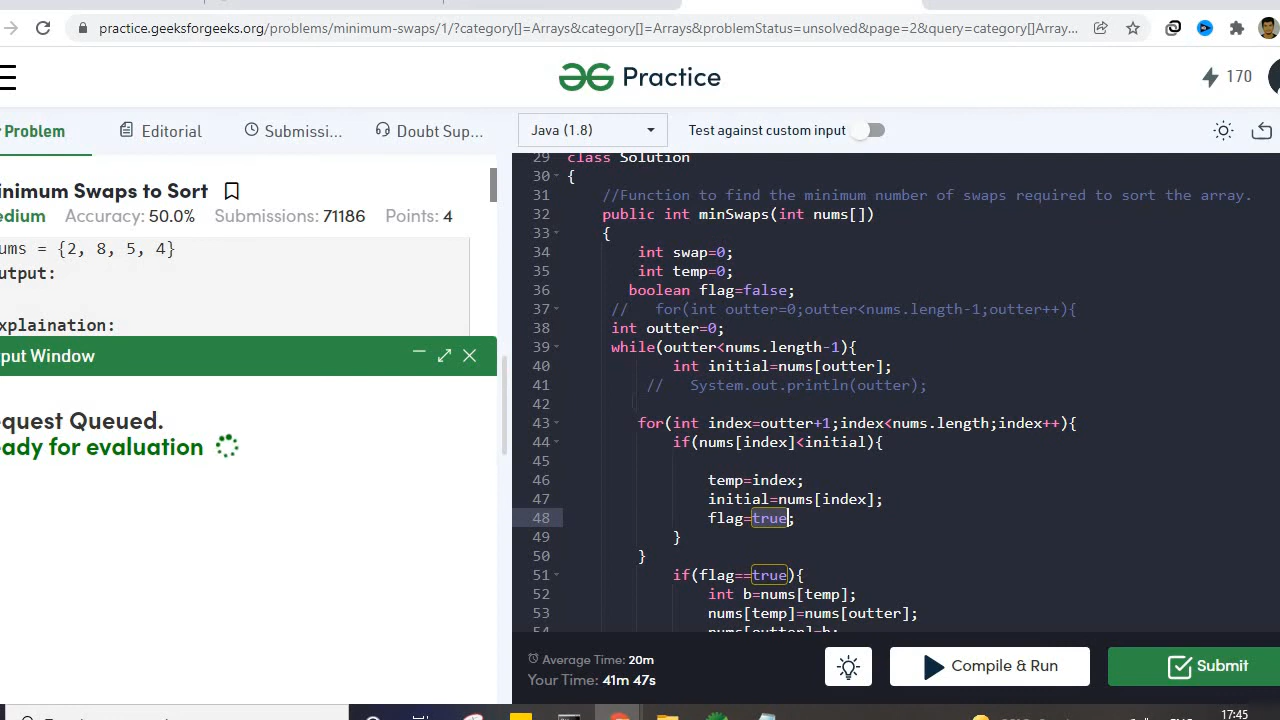 practice.geeksforgeeks.org/problems/minimum-swaps/1/?category[]=Arrays&category[]=Arrays&problemStatus=unsolved&page=2&query=category[]Array...
Practice
170
Problem
Editorial
Submissi...
Doubt Sup...
Java (1.8)
Test against custom input
inimum Swaps to Sort
edium Accuracy: 50.0% Submissions: 71186 Points: 4
ums = {2, 8, 5, 4}
utput:
xplaination:
put Window
quest Queued.
ady for evaluation
29 class Solution
30 {
31 //Function to find the minimum number of swaps required to sort the array.
32 public int minSwaps(int nums[])
33 {
34 int swap=0;
35 int temp=0;
36 boolean flag=false;
37 // for(int outter=0;outter<nums.length-1;outter++){
38 int outter=0;
39 while(outter<nums.length-1){
40 int initial=nums[outter];
41 // System.out.println(outter);
42
43 for(int index=outter+1;index<nums.length;index++){
44 if(nums[index]<initial){
45
46 temp=index;
47 initial=nums[index];
48 flag=true;
49 }
50 }
51 if(flag==true){
52 int b=nums[temp];
53 nums[temp]=nums[outter];
54 nums[outter]=b;
Average Time: 20m
Your Time: 41m 47s
Compile & Run
Submit
17:45